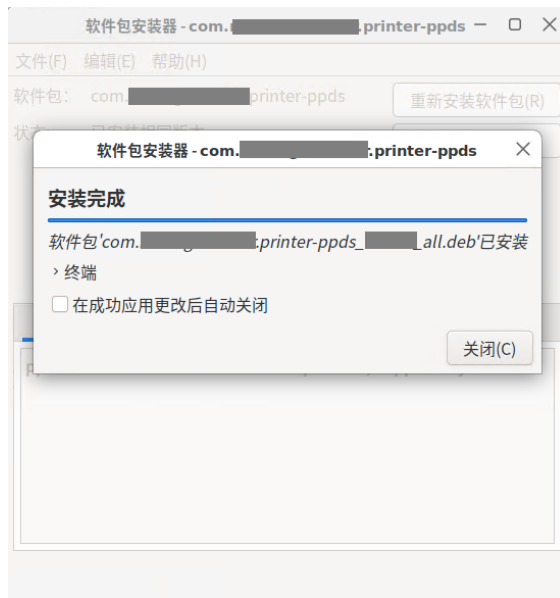 软件包安装器 - com. .printer-ppds
文件(F) 编辑(E) 帮助(H)
软件包: com. printer-ppds 重新安装软件包(R)
软件包安装器 - com. .printer-ppds
安装完成
软件包'com. .printer-ppds_ _all.deb'已安装
终端
在成功应用更改后自动关闭
关闭(C)